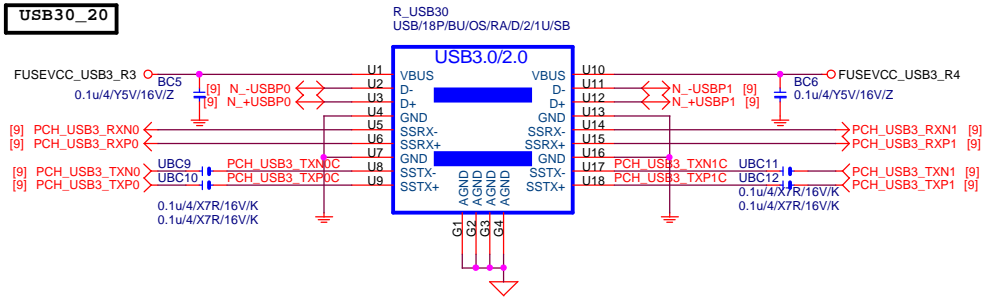 USB30_20
R_USB30
USB/18P/BU/OS/RA/D/2/1U/SB
USB3.0/2.0
FUSEVCC_USB3_R3
BC5
0.1u/4/Y5V/16V/Z
[9] N_-USBP0
[9] N_+USBP0
[9] PCH_USB3_RXN0
[9] PCH_USB3_RXP0
[9] PCH_USB3_TXN0
[9] PCH_USB3_TXP0
UBC9
UBC10
PCH_USB3_TXN0C
PCH_USB3_TXP0C
0.1u/4/X7R/16V/K
0.1u/4/X7R/16V/K
U1
U2
U3
U4
U5
U6
U7
U8
U9
VBUS
D-
D+
GND
SSRX-
SSRX+
GND
SSTX-
SSTX+
VBUS
D-
D+
GND
SSRX-
SSRX+
GND
SSTX-
SSTX+
AGND
AGND
AGND
AGND
G1
G2
G3
G4
U10
U11
U12
U13
U14
U15
U16
U17
U18
N_-USBP1 [9]
N_+USBP1 [9]
FUSEVCC_USB3_R4
BC6
0.1u/4/Y5V/16V/Z
PCH_USB3_RXN1 [9]
PCH_USB3_RXP1 [9]
PCH_USB3_TXN1C
PCH_USB3_TXP1C
UBC11
UBC12
PCH_USB3_TXN1 [9]
PCH_USB3_TXP1 [9]
0.1u/4/X7R/16V/K
0.1u/4/X7R/16V/K